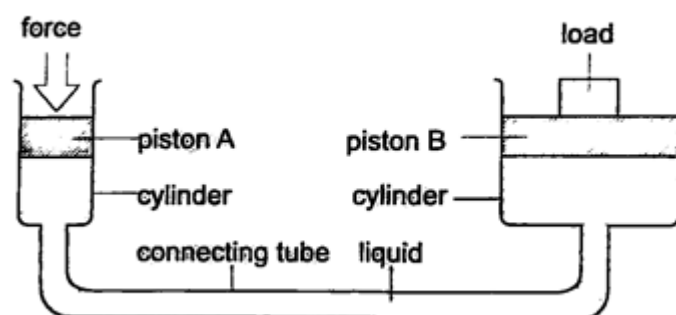 force
load
piston A
piston B
cylinder
cylinder
connecting tube
liquid